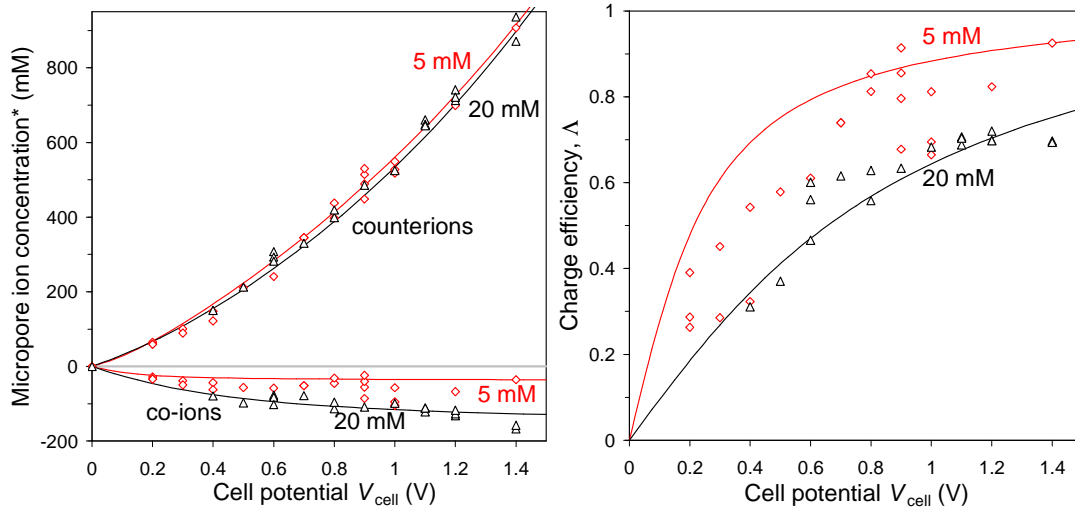 Micropore ion concentration* (mM)
800
600
400
200
0
-200
0
0.2
0.4
0.6
0.8
1
1.2
1.4
Cell potential Vcell (V)
5 mM
20 mM
counterions
co-ions
20 mM
5 mM
Charge efficiency, Λ
1
0.8
0.6
0.4
0.2
0
0
0.2
0.4
0.6
0.8
1
1.2
1.4
Cell potential Vcell (V)
5 mM
20 mM